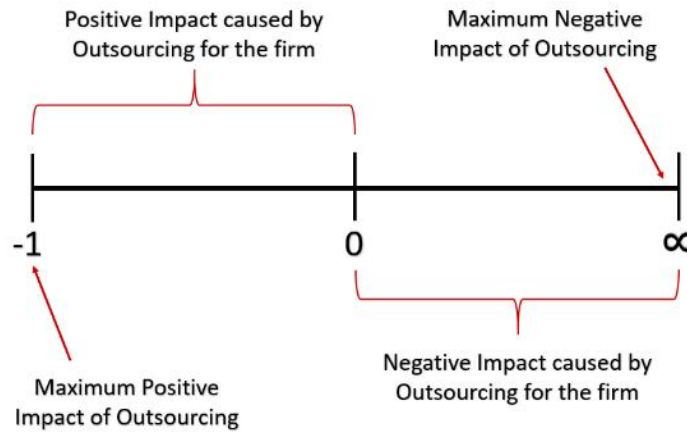 Positive Impact caused by
Outsourcing for the firm
Maximum Negative
Impact of Outsourcing
-1
0
∞
Maximum Positive
Impact of Outsourcing
Negative Impact caused by
Outsourcing for the firm